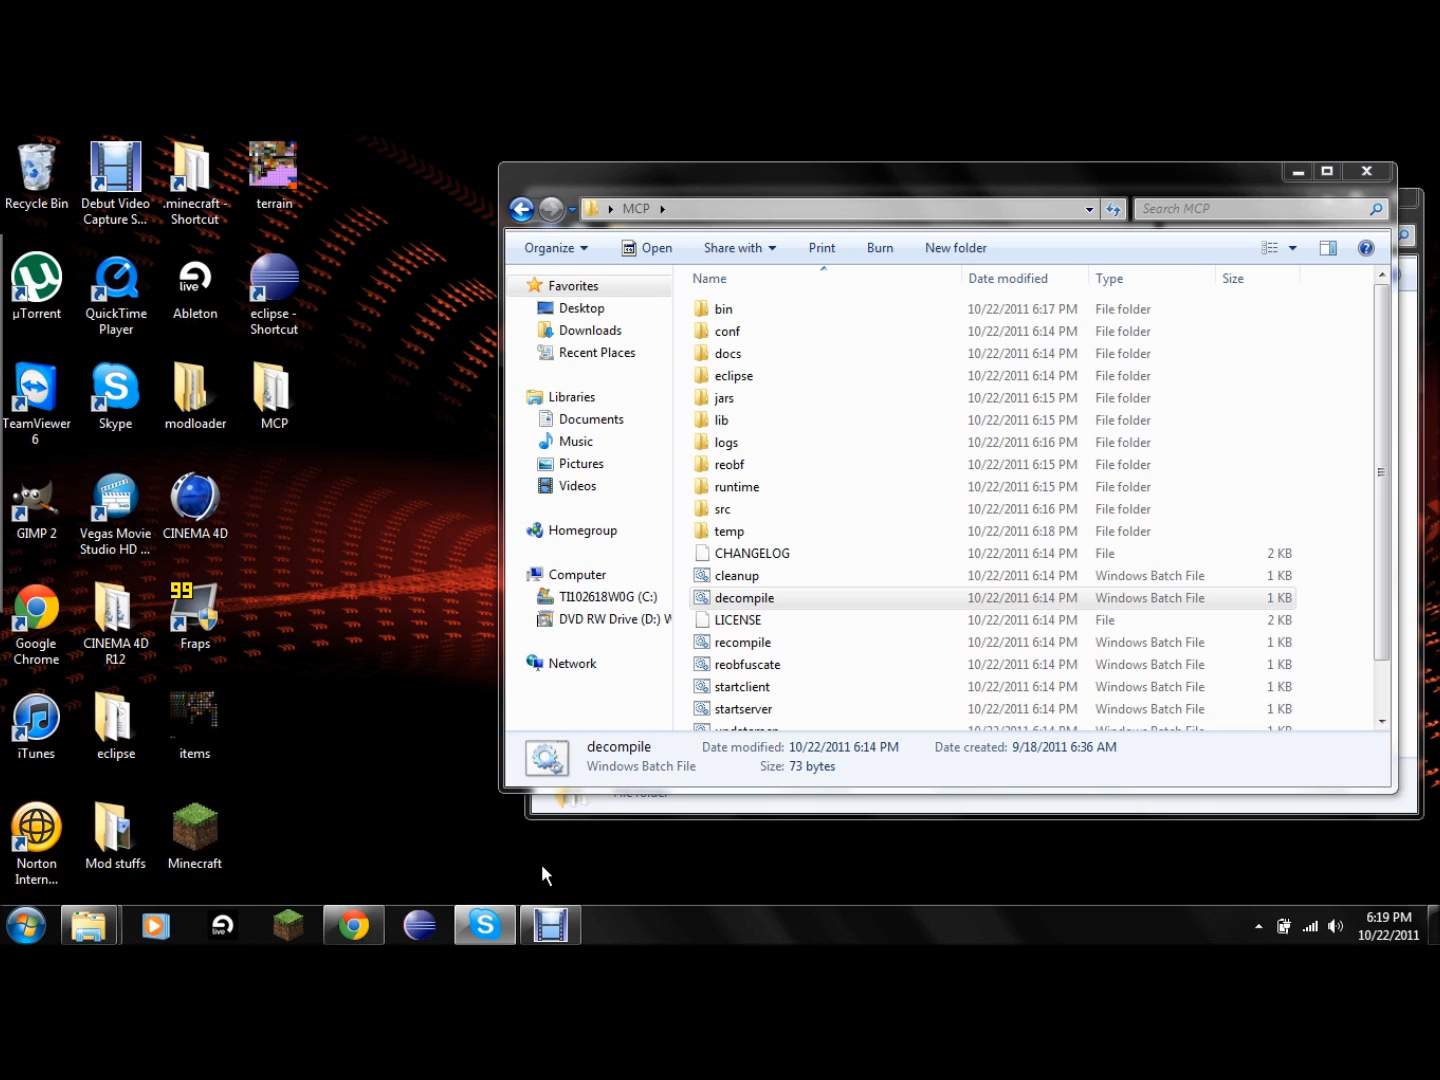 Recycle Bin
Debut Video
Capture S...
.minecraft -
Shortcut
terrain
µTorrent
QuickTime
Player
live
Ableton
eclipse -
Shortcut
TeamViewer
6
Skype
modloader
MCP
GIMP 2
Vegas Movie
Studio HD ...
CINEMA 4D
Google
Chrome
CINEMA 4D
R12
99
Fraps
iTunes
eclipse
items
Norton
Intern...
Mod stuffs
Minecraft
MCP
Search MCP
Organize
Open
Share with
Print
Burn
New folder
Favorites
Desktop
Downloads
Recent Places
Libraries
Documents
Music
Pictures
Videos
Homegroup
Computer
TI102618W0G (C:)
DVD RW Drive (D:) W
Network
Name Date modified Type Size
bin 10/22/2011 6:17 PM File folder
conf 10/22/2011 6:14 PM File folder
docs 10/22/2011 6:14 PM File folder
eclipse 10/22/2011 6:14 PM File folder
jars 10/22/2011 6:15 PM File folder
lib 10/22/2011 6:15 PM File folder
logs 10/22/2011 6:16 PM File folder
reobf 10/22/2011 6:15 PM File folder
runtime 10/22/2011 6:15 PM File folder
src 10/22/2011 6:16 PM File folder
temp 10/22/2011 6:18 PM File folder
CHANGELOG 10/22/2011 6:14 PM File 2 KB
cleanup 10/22/2011 6:14 PM Windows Batch File 1 KB
decompile 10/22/2011 6:14 PM Windows Batch File 1 KB
LICENSE 10/22/2011 6:14 PM File 2 KB
recompile 10/22/2011 6:14 PM Windows Batch File 1 KB
reobfuscate 10/22/2011 6:14 PM Windows Batch File 1 KB
startclient 10/22/2011 6:14 PM Windows Batch File 1 KB
startserver 10/22/2011 6:14 PM Windows Batch File 1 KB
decompile Date modified: 10/22/2011 6:14 PM Date created: 9/18/2011 6:36 AM
Windows Batch File Size: 73 bytes
live
6:19 PM
10/22/2011